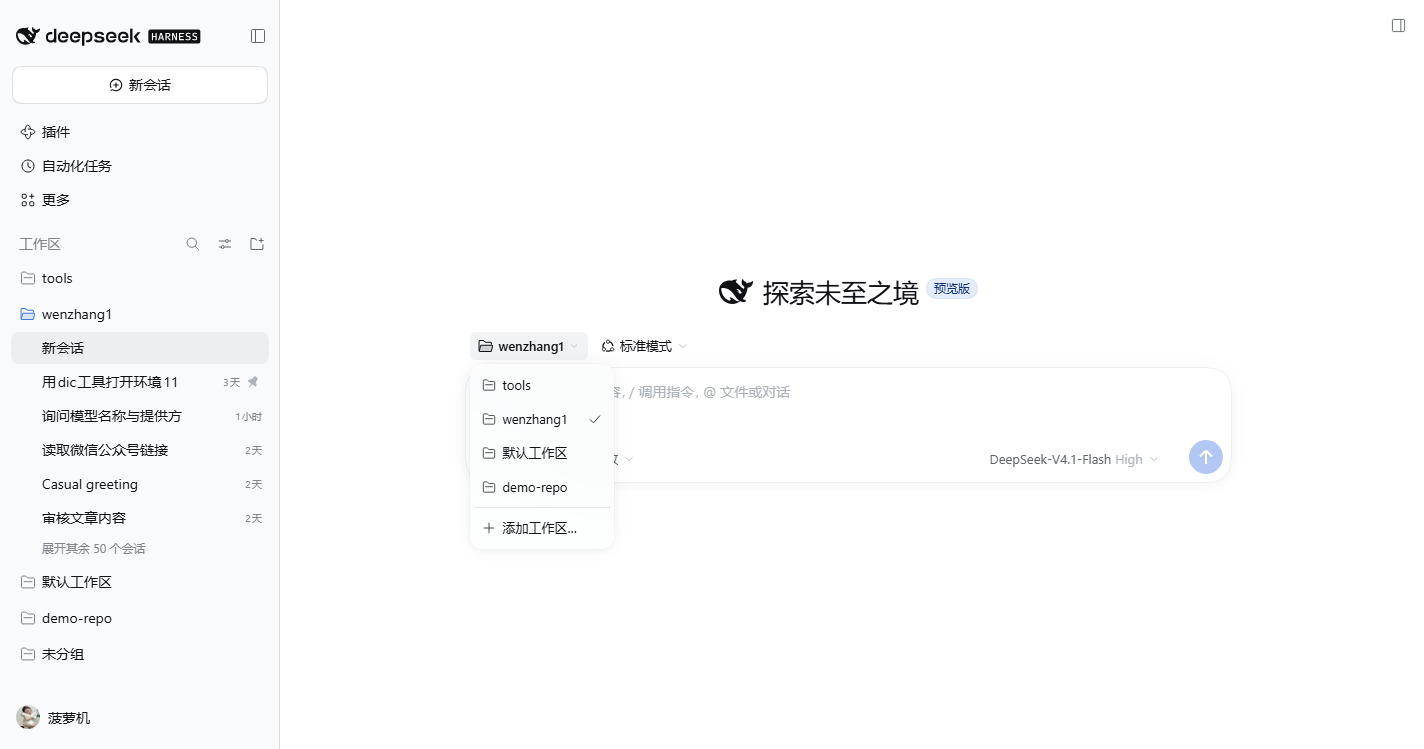 deepseek HARNESS
新会话
插件
自动化任务
更多
工作区
tools
wenzhang1
新会话
用dic工具打开环境11 3天
询问模型名称与提供方 1小时
读取微信公众号链接 2天
Casual greeting 2天
审核文章内容 2天
展开其余 50 个会话
默认工作区
demo-repo
未分组
菠萝机
探索未至之境 预览版
wenzhang1 标准模式
/ 调用指令, @ 文件或对话
tools
wenzhang1
默认工作区
demo-repo
添加工作区...
DeepSeek-V4.1-Flash High